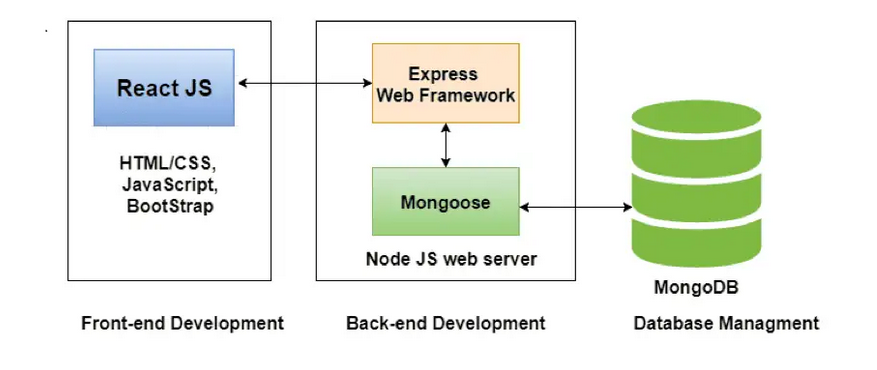 React JS
HTML/CSS,
JavaScript,
BootStrap
Front-end Development
Express
Web Framework
Mongoose
Node JS web server
Back-end Development
MongoDB
Database Managment